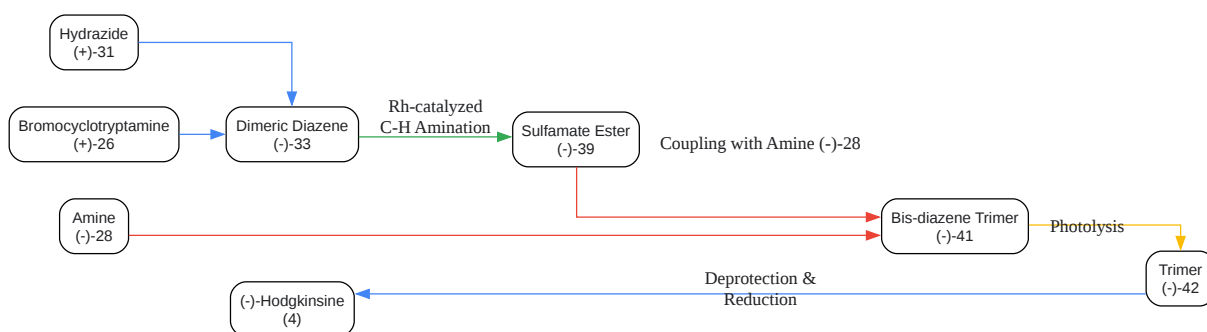 Hydrazide
(+)-31
Bromocyclotryptamine
(+)-26
Dimeric Diazene
(-)-33
Rh-catalyzed
C-H Amination
Sulfamate Ester
(-)-39
Coupling with Amine (-)-28
Amine
(-)-28
Bis-diazene Trimer
(-)-41
Photolysis
Trimer
(-)-42
Deprotection &
Reduction
(-)-Hodgkinsine
(4)